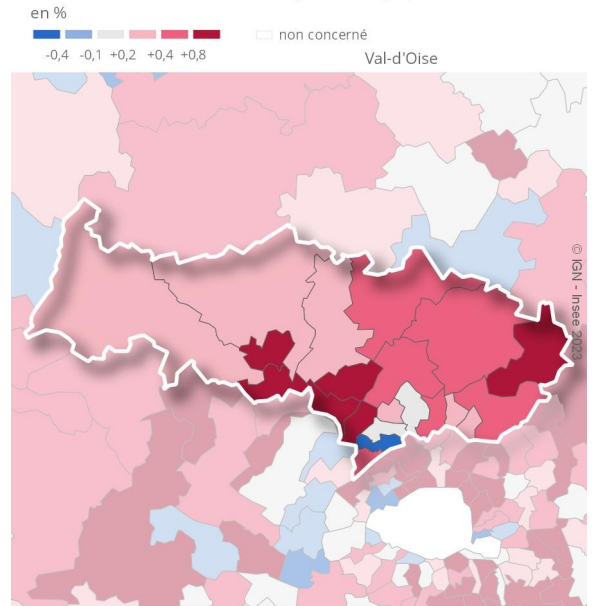 en %
-0,4 -0,1 +0,2 +0,4 +0,8
non concerné
Val-d'Oise
© IGN - Insee 2023